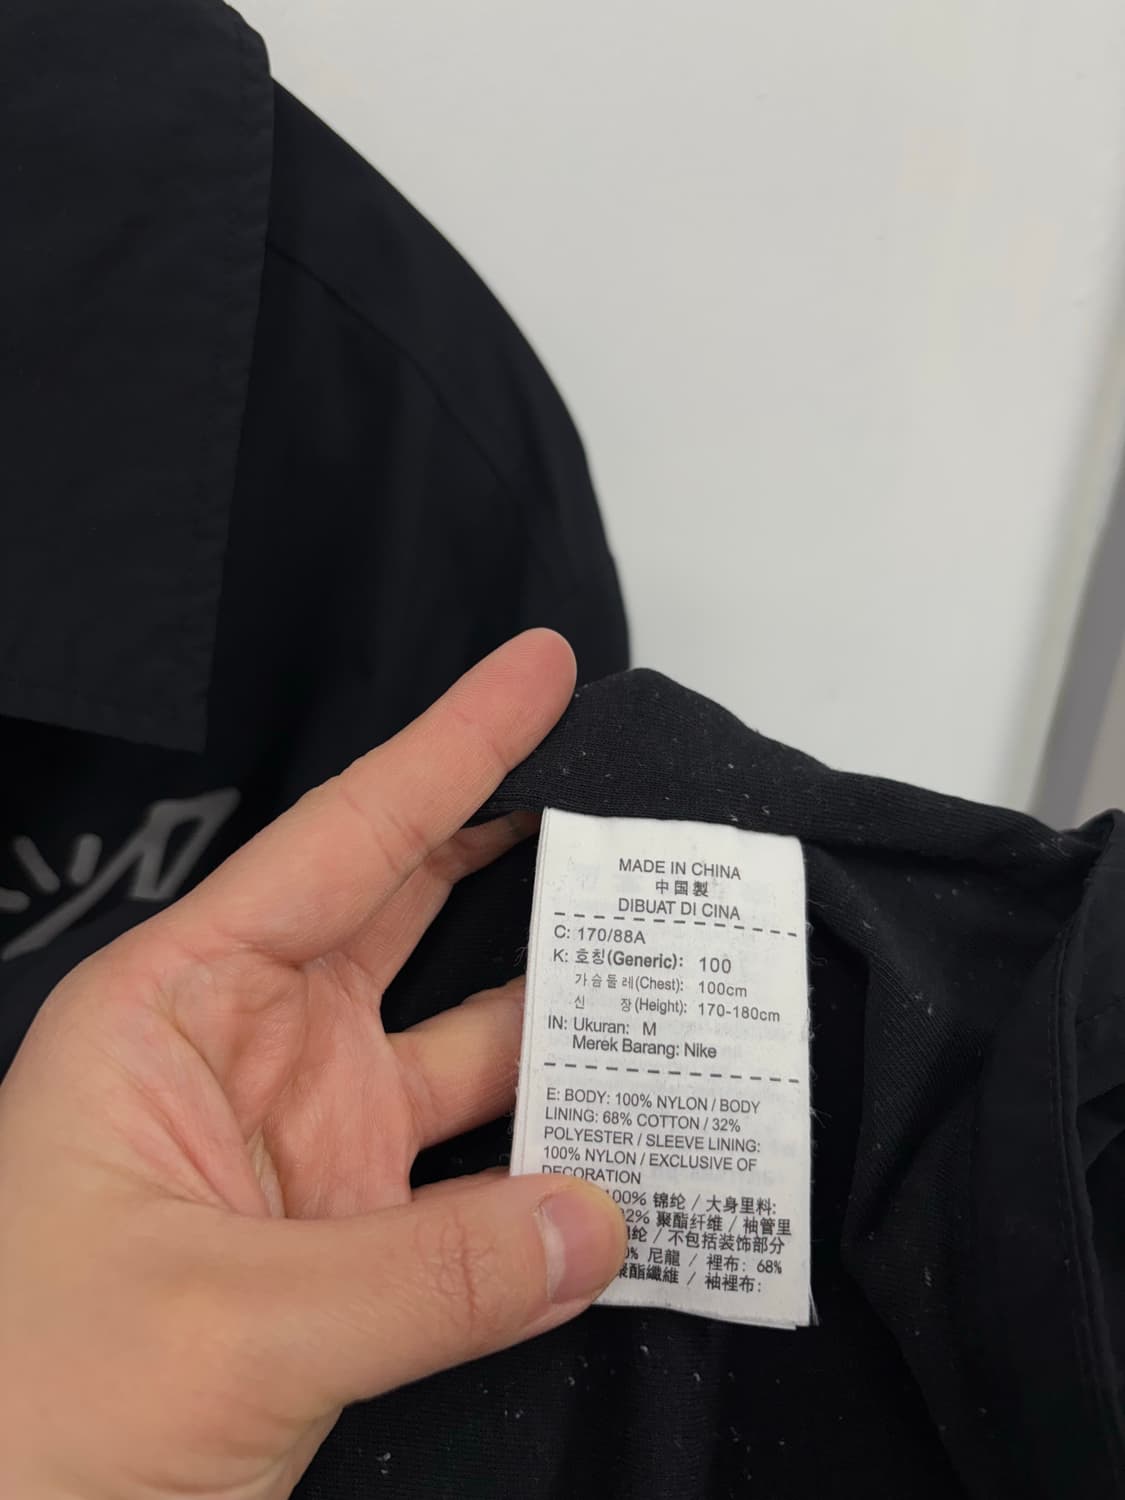 MADE IN CHINA
中国製
DIBUAT DI CINA
C: 170/88A
K: 호칭(Generic): 100
가슴둘레(Chest): 100cm
신 장(Height): 170-180cm
IN: Ukuran: M
Merek Barang: Nike
E: BODY: 100% NYLON / BODY
LINING: 68% COTTON / 32%
POLYESTER / SLEEVE LINING:
100% NYLON / EXCLUSIVE OF
DECORATION
100% 锦纶 / 大身里料:
聚酯纤维 / 袖管里
/ 不包括装饰部分
尼龍 / 裡布: 68%
聚酯纖維 / 袖裡布: